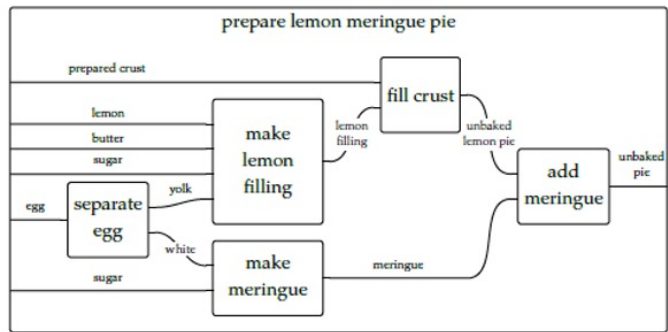 prepare lemon meringue pie
prepared crust
fill crust
lemon
butter
sugar
make
lemon
filling
lemon
filling
unbaked
lemon pie
egg
separate
egg
yolk
white
add
meringue
unbaked
pie
sugar
make
meringue
meringue